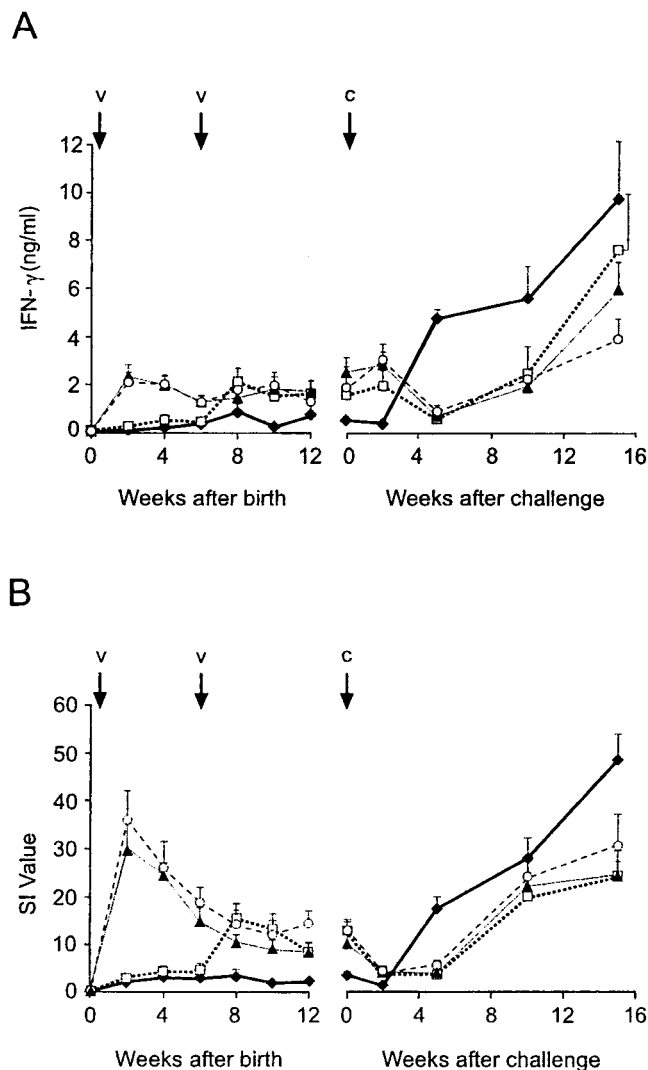 A
v v c
12
10
8
6
4
2
0
IFN-γ (ng/ml)
0 4 8 12 0 4 8 12 16
Weeks after birth Weeks after challenge
B
v v c
60
50
40
30
20
10
0
SI Value
0 4 8 12 0 4 8 12 16
Weeks after birth Weeks after challenge